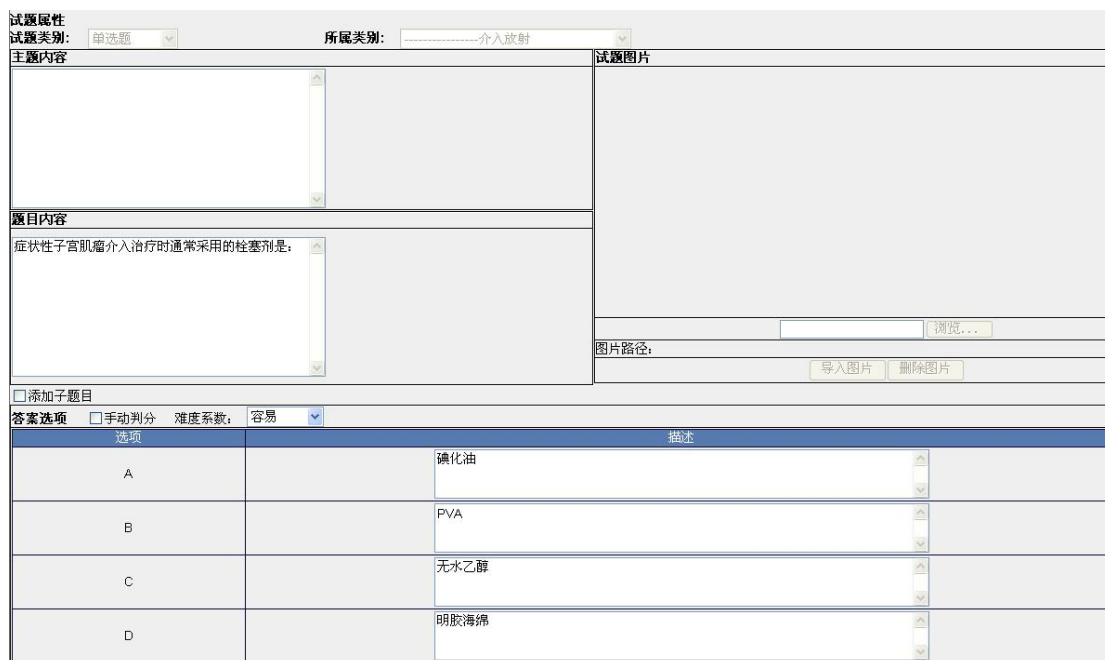 试题属性
试题类别: 单选题 所属类别: -----------------介入放射
主题内容 试题图片
题目内容
症状性子宫肌瘤介入治疗时通常采用的栓塞剂是:
浏览...
图片路径:
导入图片 删除图片
添加子题目
答案选项 手动判分 难度系数: 容易
选项 描述
A 碘化油
B PVA
C 无水乙醇
D 明胶海绵